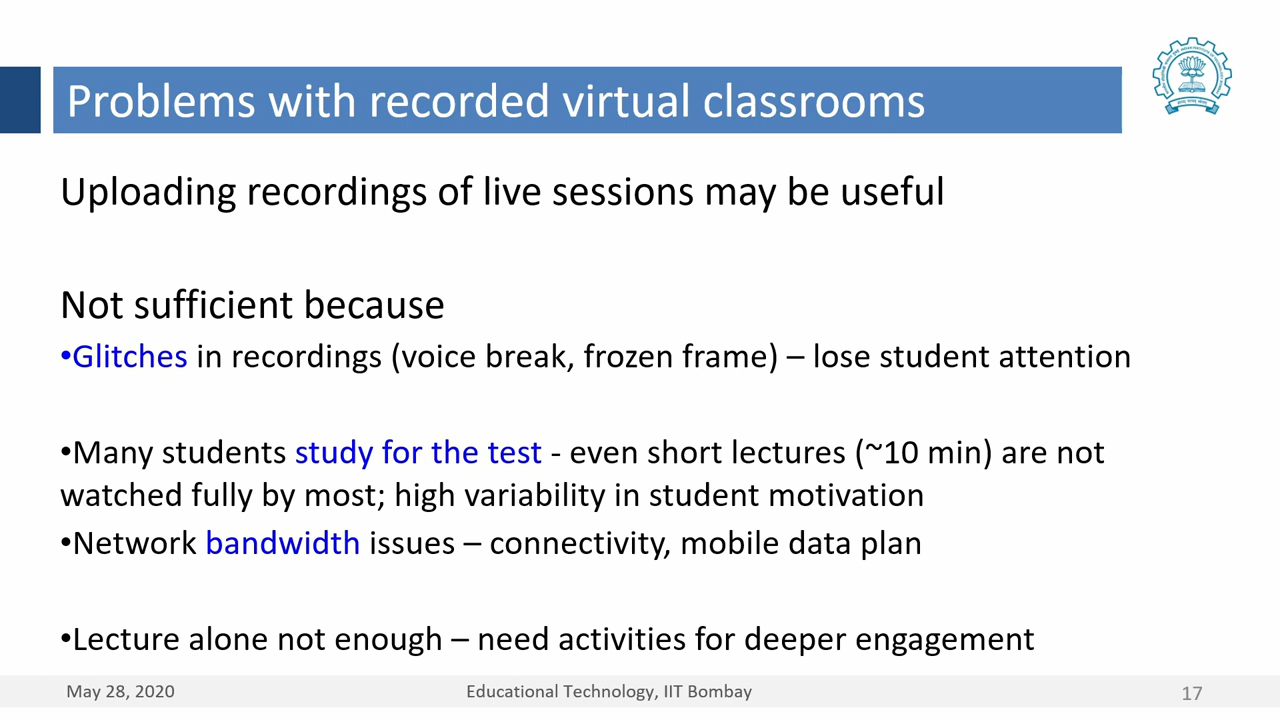 Problems with recorded virtual classrooms
Uploading recordings of live sessions may be useful
Not sufficient because
•Glitches in recordings (voice break, frozen frame) – lose student attention
•Many students study for the test - even short lectures (~10 min) are not
watched fully by most; high variability in student motivation
•Network bandwidth issues – connectivity, mobile data plan
•Lecture alone not enough – need activities for deeper engagement
May 28, 2020
Educational Technology, IIT Bombay
17